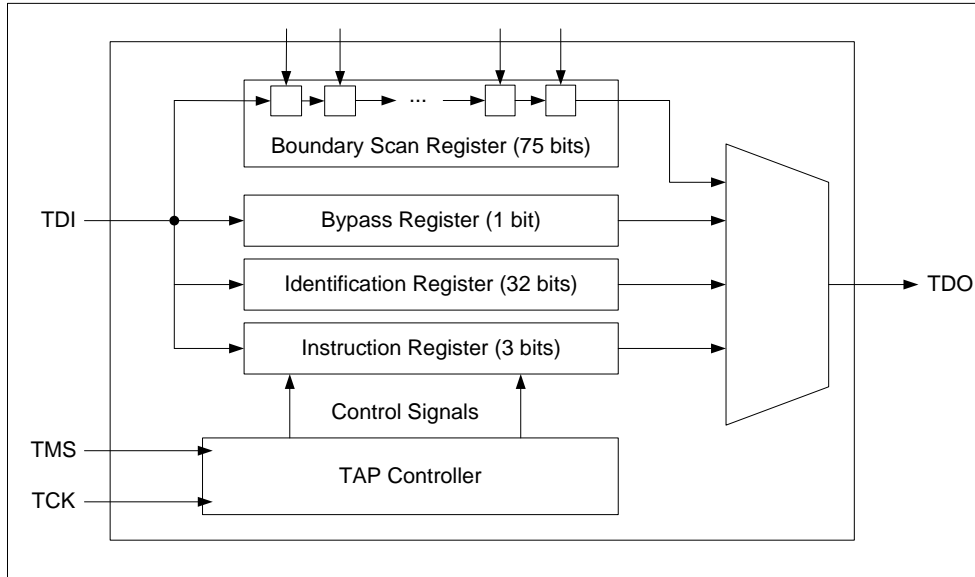 ...
Boundary Scan Register (75 bits)
TDI
Bypass Register (1 bit)
Identification Register (32 bits)
TDO
Instruction Register (3 bits)
Control Signals
TMS
TAP Controller
TCK